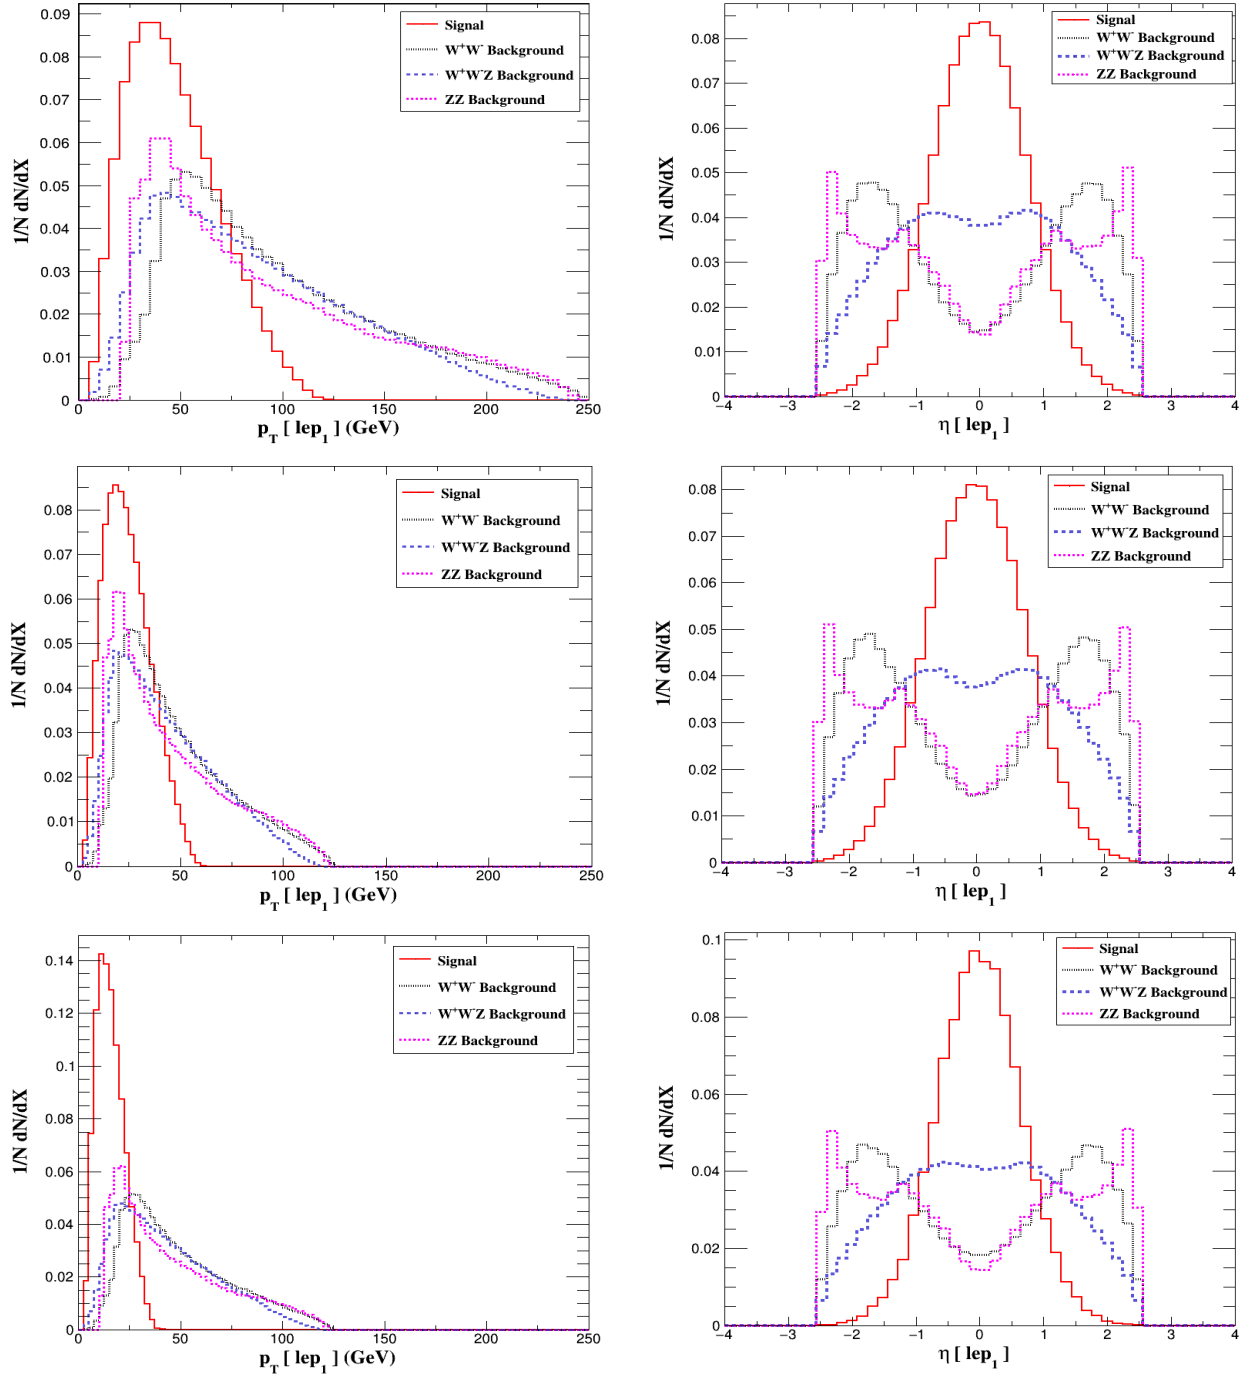 1/N dN/dX
0.09
0.08
0.07
0.06
0.05
0.04
0.03
0.02
0.01
0
Signal
W⁺W⁻ Background
W⁺W⁻Z Background
ZZ Background
0 50 100 150 200 250
p_T [ lep_1 ] (GeV)
1/N dN/dX
0.08
0.07
0.06
0.05
0.04
0.03
0.02
0.01
0
Signal
W⁺W⁻ Background
W⁺W⁻Z Background
ZZ Background
−4 −3 −2 −1 0 1 2 3 4
η [ lep_1 ]
1/N dN/dX
0.08
0.07
0.06
0.05
0.04
0.03
0.02
0.01
0
Signal
W⁺W⁻ Background
W⁺W⁻Z Background
ZZ Background
0 50 100 150 200 250
p_T [ lep_1 ] (GeV)
1/N dN/dX
0.08
0.07
0.06
0.05
0.04
0.03
0.02
0.01
0
Signal
W⁺W⁻ Background
W⁺W⁻Z Background
ZZ Background
−4 −3 −2 −1 0 1 2 3 4
η [ lep_1 ]
1/N dN/dX
0.14
0.12
0.1
0.08
0.06
0.04
0.02
0
Signal
W⁺W⁻ Background
W⁺W⁻Z Background
ZZ Background
0 50 100 150 200 250
p_T [ lep_1 ] (GeV)
1/N dN/dX
0.1
0.08
0.06
0.04
0.02
0
Signal
W⁺W⁻ Background
W⁺W⁻Z Background
ZZ Background
−4 −3 −2 −1 0 1 2 3 4
η [ lep_1 ]